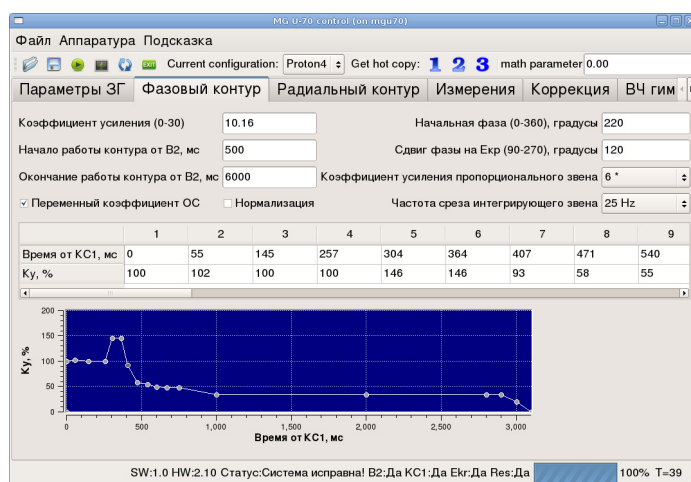 MG U-70 control (on mgu70)
Файл Аппаратура Подсказка
EXIT Current configuration: Proton4 Get hot copy: 1 2 3 math parameter 0.00
Параметры ЗГ Фазовый контур Радиальный контур Измерения Коррекция ВЧ гим
Коэффициент усиления (0-30) 10.16 Начальная фаза (0-360), градусы 220
Начало работы контура от В2, мс 500 Сдвиг фазы на Екр (90-270), градусы 120
Окончание работы контура от В2, мс 6000 Коэффициент усиления пропорционального звена 6 *
Переменный коэффициент ОС Нормализация Частота среза интегрирующего звена 25 Hz
1 2 3 4 5 6 7 8 9
Время от КС1, мс 0 55 145 257 304 364 407 471 540
Ку, % 100 102 100 100 146 146 93 58 55
200
150
100
50
0
Ку, %
0 500 1,000 1,500 2,000 2,500 3,000
Время от КС1, мс
SW:1.0 HW:2.10 Статус:Система исправна! В2:Да КС1:Да Ekr:Да Res:Да 100% T=39